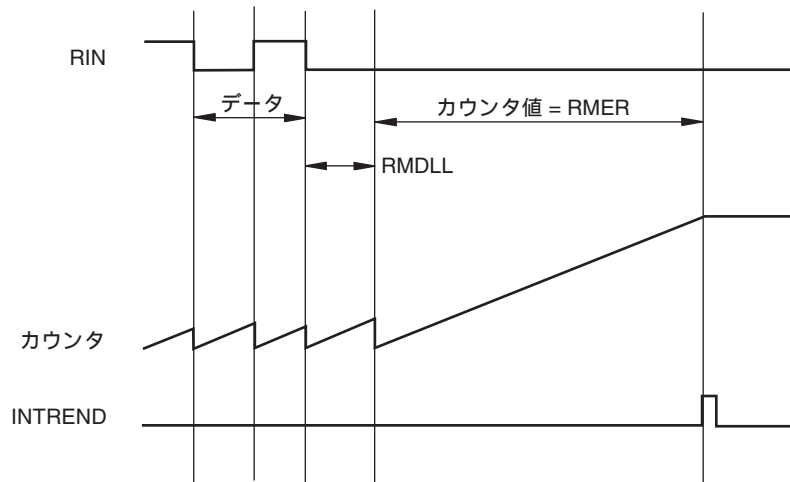 RIN
データ
カウンタ値 = RMER
RMDLL
カウンタ
INTREND